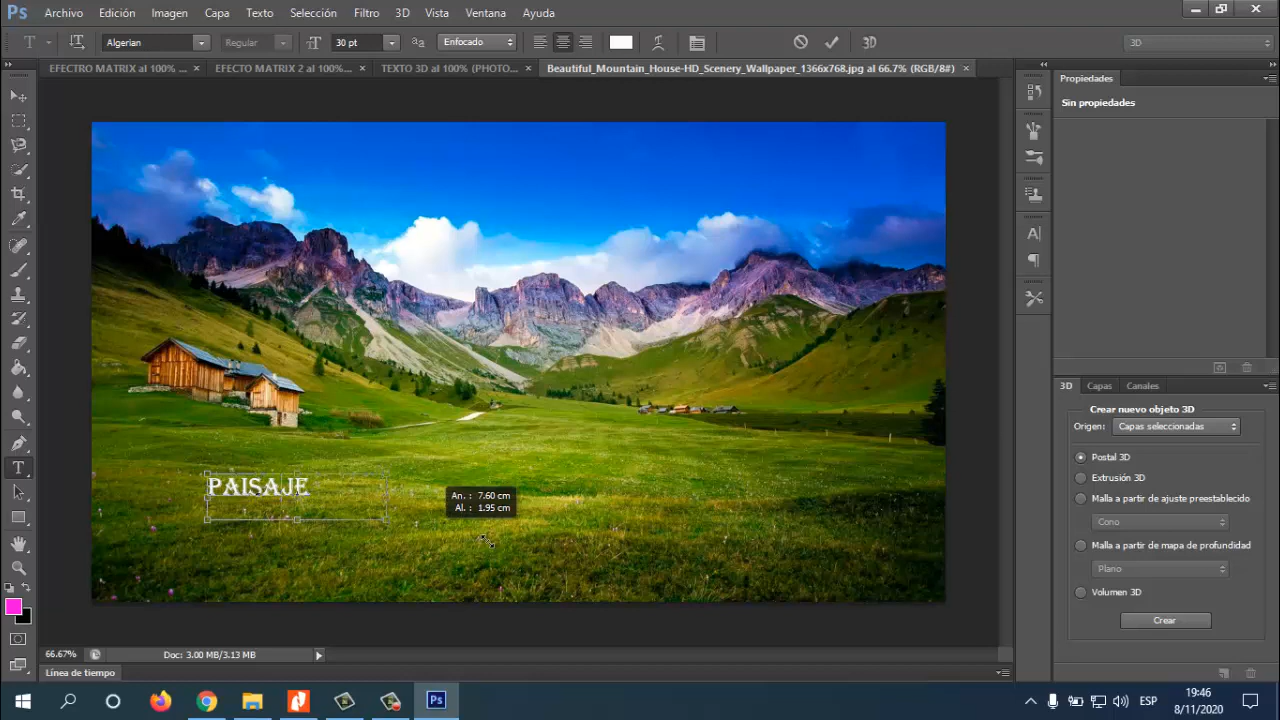 Ps Archivo Edición Imagen Capa Texto Selección Filtro 3D Vista Ventana Ayuda
T Algerian Regular 30 pt Enfocado 3D 3D
EFECTRO MATRIX al 100% ... × EFECTO MATRIX 2 al 100%... × TEXTO 3D al 100% (PHOTO... × Beautiful_Mountain_House-HD_Scenery_Wallpaper_1366x768.jpg al 66.7% (RGB/8#) ×
Propiedades
Sin propiedades
PAISAJE
An. : 7.60 cm
Al. : 1.95 cm
3D Capas Canales
Crear nuevo objeto 3D
Origen: Capas seleccionadas
Postal 3D
Extrusión 3D
Malla a partir de ajuste preestablecido
Cono
Malla a partir de mapa de profundidad
Plano
Volumen 3D
Crear
66.67% Doc: 3.00 MB/3.13 MB
Línea de tiempo
Ps ESP 19:46
8/11/2020